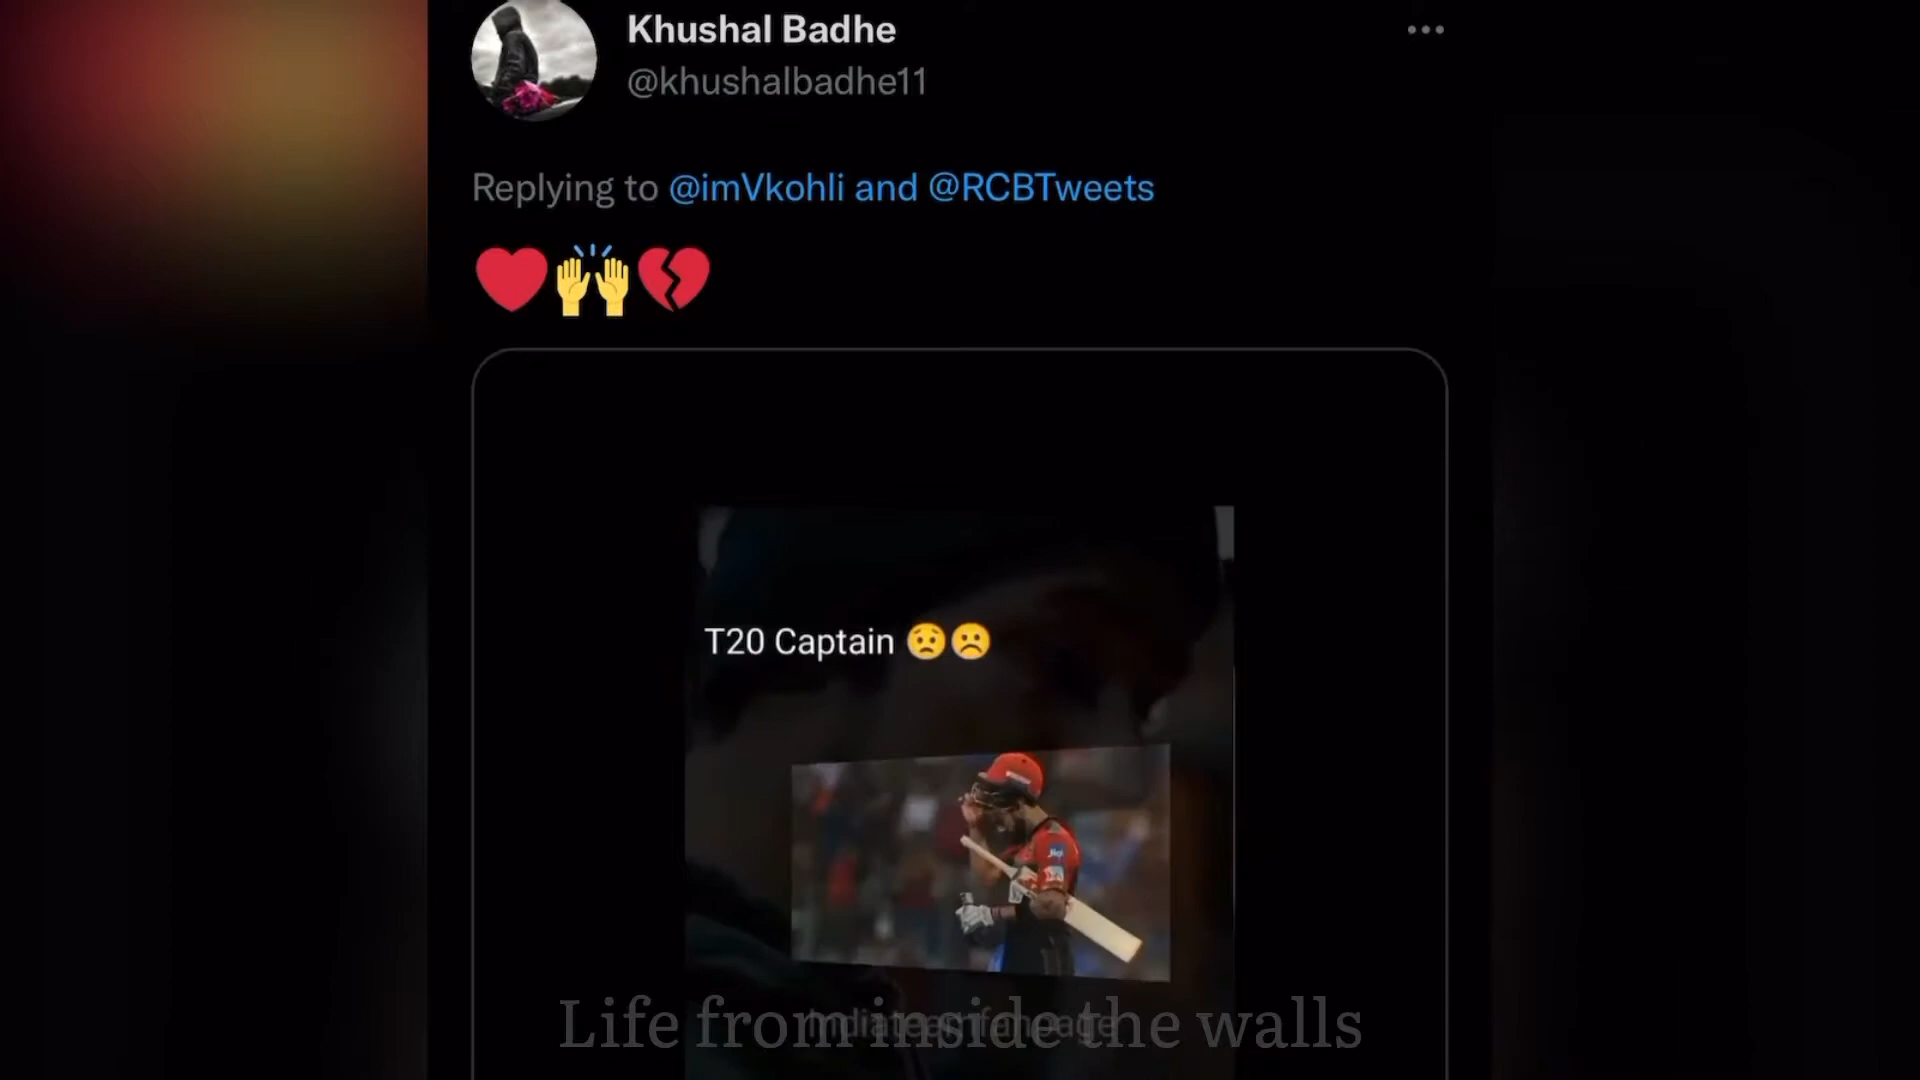 Khushal Badhe
@khushalbadhe11
Replying to @imVkohli and @RCBTweets
❤️🙌💔
T20 Captain 😟☹️
Life from inside the walls